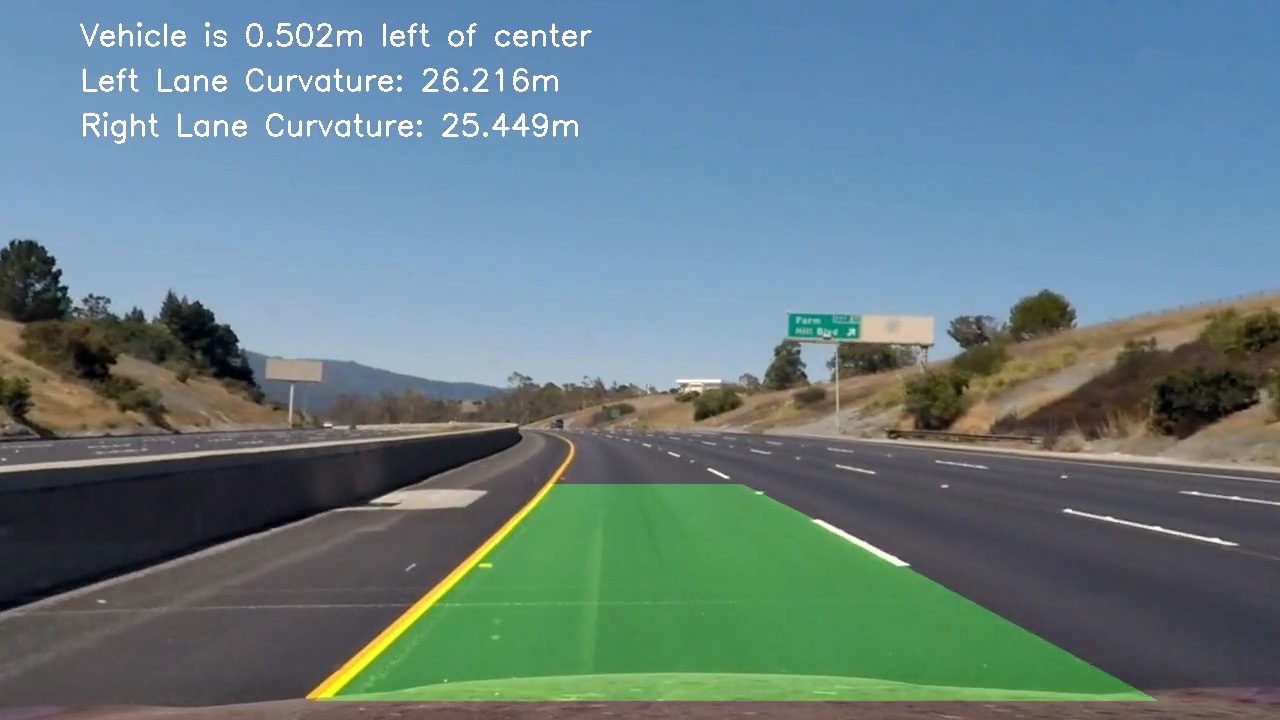 Vehicle is 0.502m left of center
Left Lane Curvature: 26.216m
Right Lane Curvature: 25.449m
Farm
Hill Blvd